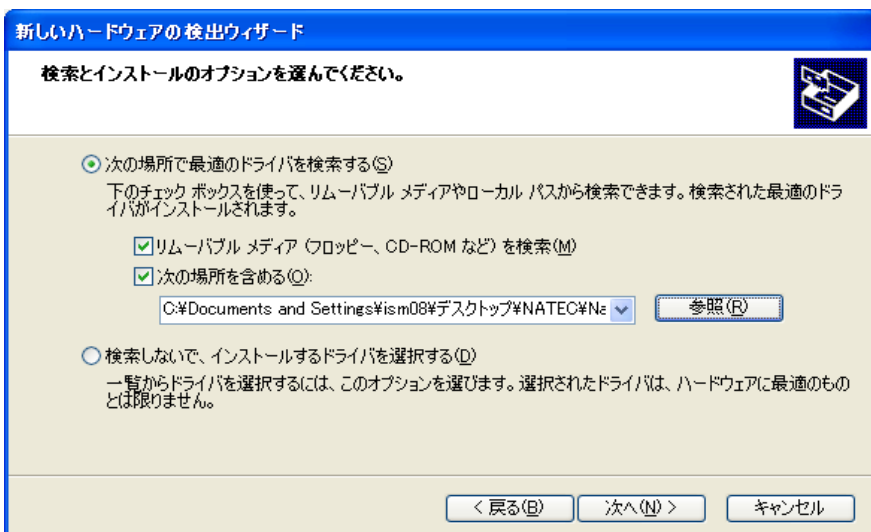 新しいハードウェアの検出ウィザード
検索とインストールのオプションを選んでください。
次の場所で最適のドライバを検索する(S)
下のチェック ボックスを使って、リムーバブル メディアやローカル パスから検索できます。検索された最適のドラ
イバがインストールされます。
リムーバブル メディア (フロッピー、CD-ROM など) を検索(M)
次の場所を含める(O):
C:¥Documents and Settings¥ism08¥デスクトップ¥NATEC¥Na
参照(R)
検索しないで、インストールするドライバを選択する(D)
一覧からドライバを選択するには、このオプションを選びます。選択されたドライバは、ハードウェアに最適のもの
とは限りません。
< 戻る(B) 次へ(N) > キャンセル